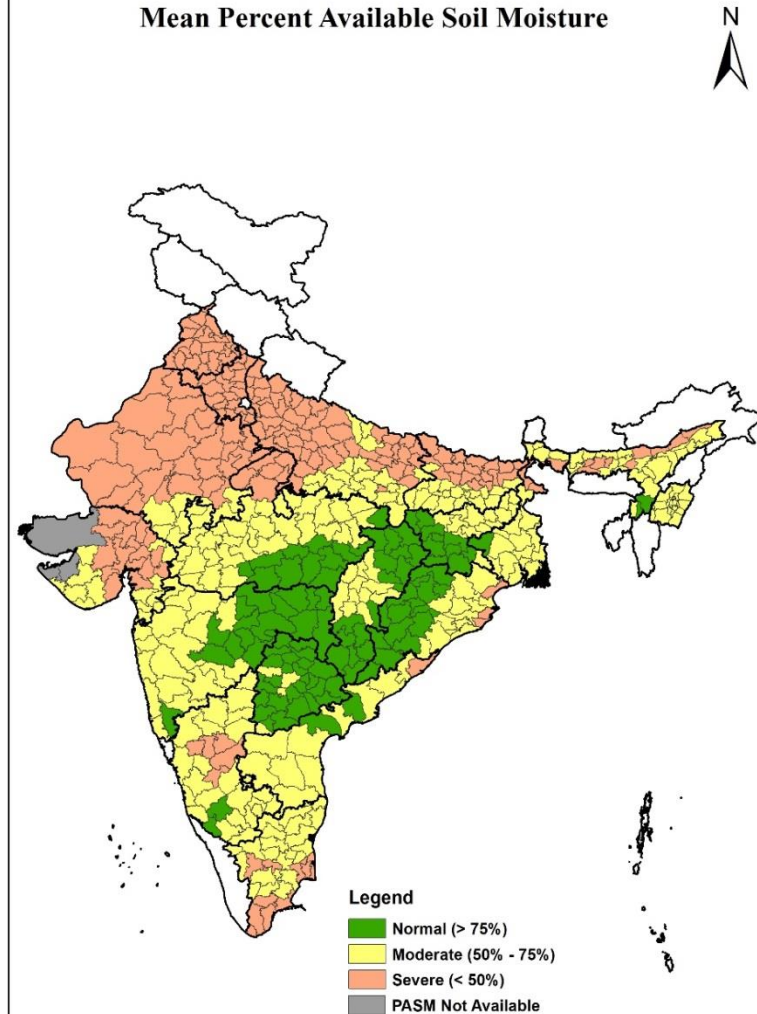 Mean Percent Available Soil Moisture
N
Legend
Normal (> 75%)
Moderate (50% - 75%)
Severe (< 50%)
PASM Not Available